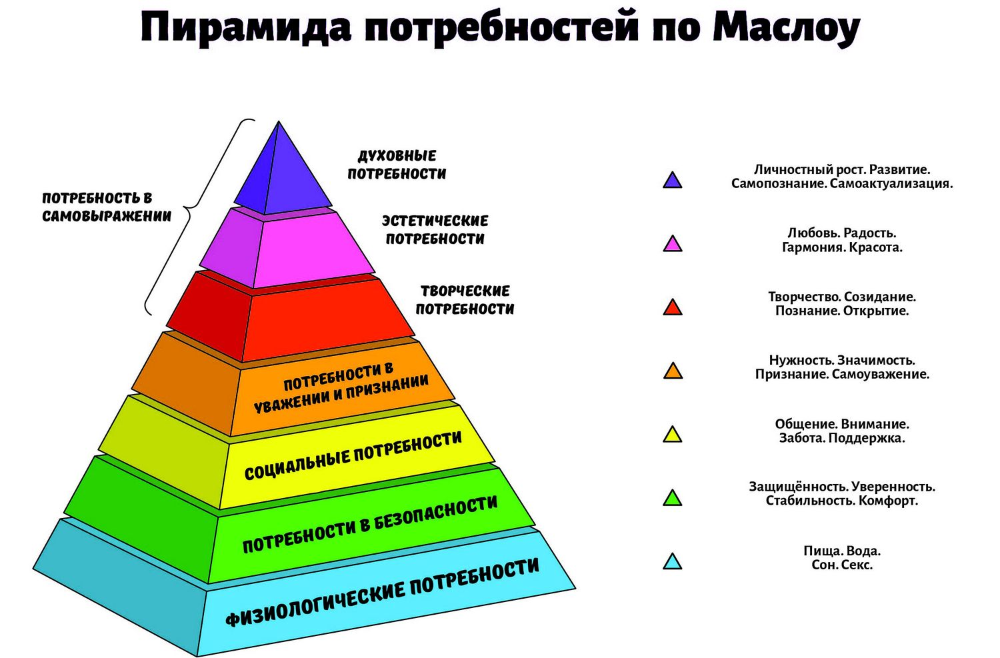 Пирамида потребностей по Маслоу
ПОТРЕБНОСТЬ В
САМОВЫРАЖЕНИИ
ДУХОВНЫЕ
ПОТРЕБНОСТИ
ЭСТЕТИЧЕСКИЕ
ПОТРЕБНОСТИ
ТВОРЧЕСКИЕ
ПОТРЕБНОСТИ
ПОТРЕБНОСТИ В
УВАЖЕНИИ И ПРИЗНАНИИ
СОЦИАЛЬНЫЕ ПОТРЕБНОСТИ
ПОТРЕБНОСТИ В БЕЗОПАСНОСТИ
ФИЗИОЛОГИЧЕСКИЕ ПОТРЕБНОСТИ
Личностный рост. Развитие.
Самопознание. Самоактуализация.
Любовь. Радость.
Гармония. Красота.
Творчество. Созидание.
Познание. Открытие.
Нужность. Значимость.
Признание. Самоуважение.
Общение. Внимание.
Забота. Поддержка.
Защищённость. Уверенность.
Стабильность. Комфорт.
Пища. Вода.
Сон. Секс.